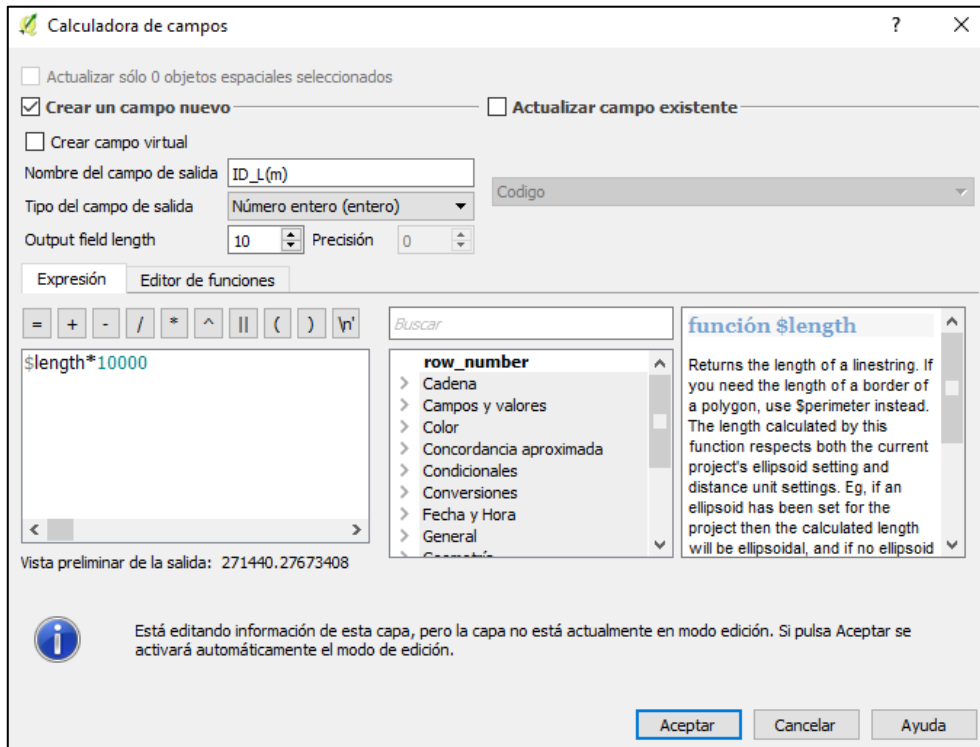 Calculadora de campos
?
Actualizar sólo 0 objetos espaciales seleccionados
Crear un campo nuevo
Actualizar campo existente
Crear campo virtual
Nombre del campo de salida ID_L(m)
Codigo
Tipo del campo de salida Número entero (entero)
Output field length 10 Precisión 0
Expresión Editor de funciones
= + - / * ^ || ( ) \n'
$length*10000
Vista preliminar de la salida: 271440.27673408
Buscar
row_number
Cadena
Campos y valores
Color
Concordancia aproximada
Condicionales
Conversiones
Fecha y Hora
General
Geometría
función $length
Returns the length of a linestring. If
you need the length of a border of
a polygon, use $perimeter instead.
The length calculated by this
function respects both the current
project's ellipsoid setting and
distance unit settings. Eg, if an
ellipsoid has been set for the
project then the calculated length
will be ellipsoidal, and if no ellipsoid
Está editando información de esta capa, pero la capa no está actualmente en modo edición. Si pulsa Aceptar se
activará automáticamente el modo de edición.
Aceptar Cancelar Ayuda